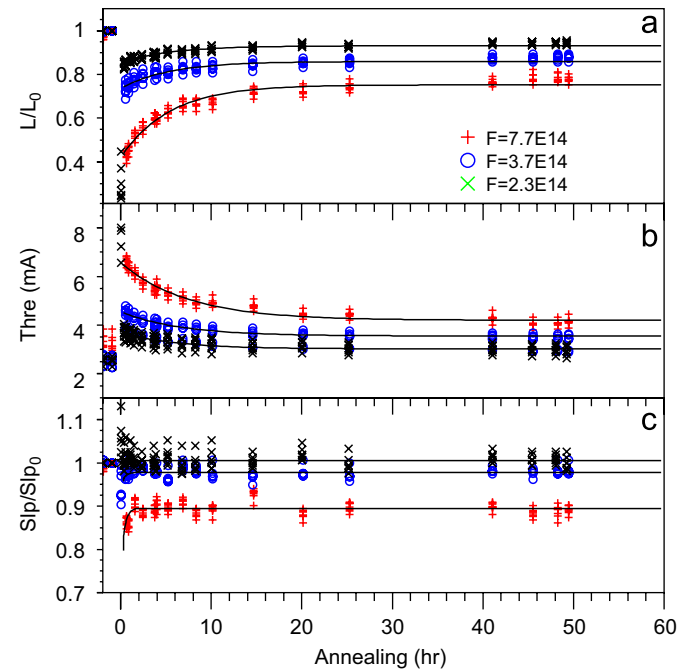 a
1
0.8
0.6
0.4
L/L0
F=7.7E14
F=3.7E14
F=2.3E14
b
8
6
4
2
Thre (mA)
c
1.1
1
0.9
0.8
0.7
Slp/Slp0
0 10 20 30 40 50 60
Annealing (hr)